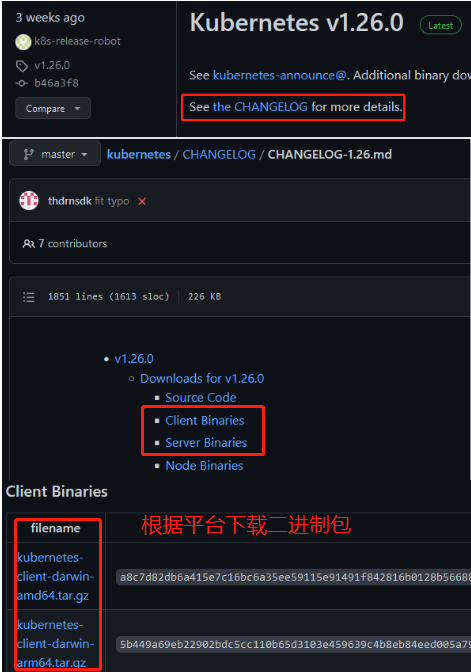 3 weeks ago
k8s-release-robot
v1.26.0
b46a3f8
Compare
Kubernetes v1.26.0
Latest
See kubernetes-announce@. Additional binary dow
See the CHANGELOG for more details.
master
kubernetes / CHANGELOG / CHANGELOG-1.26.md
thdrnsdk fit typo
7 contributors
1851 lines (1613 sloc) 226 KB
v1.26.0
Downloads for v1.26.0
Source Code
Client Binaries
Server Binaries
Node Binaries
Client Binaries
filename
根据平台下载二进制包
kubernetes-
client-darwin-
amd64.tar.gz
a8c7d82db6a415e7c16bc6a35ee59115e91491f842816b0128b56688
kubernetes-
client-darwin-
arm64.tar.gz
5b449a69eb22902bdc5cc110b65d3103e459639c4b8eb84eed005a79